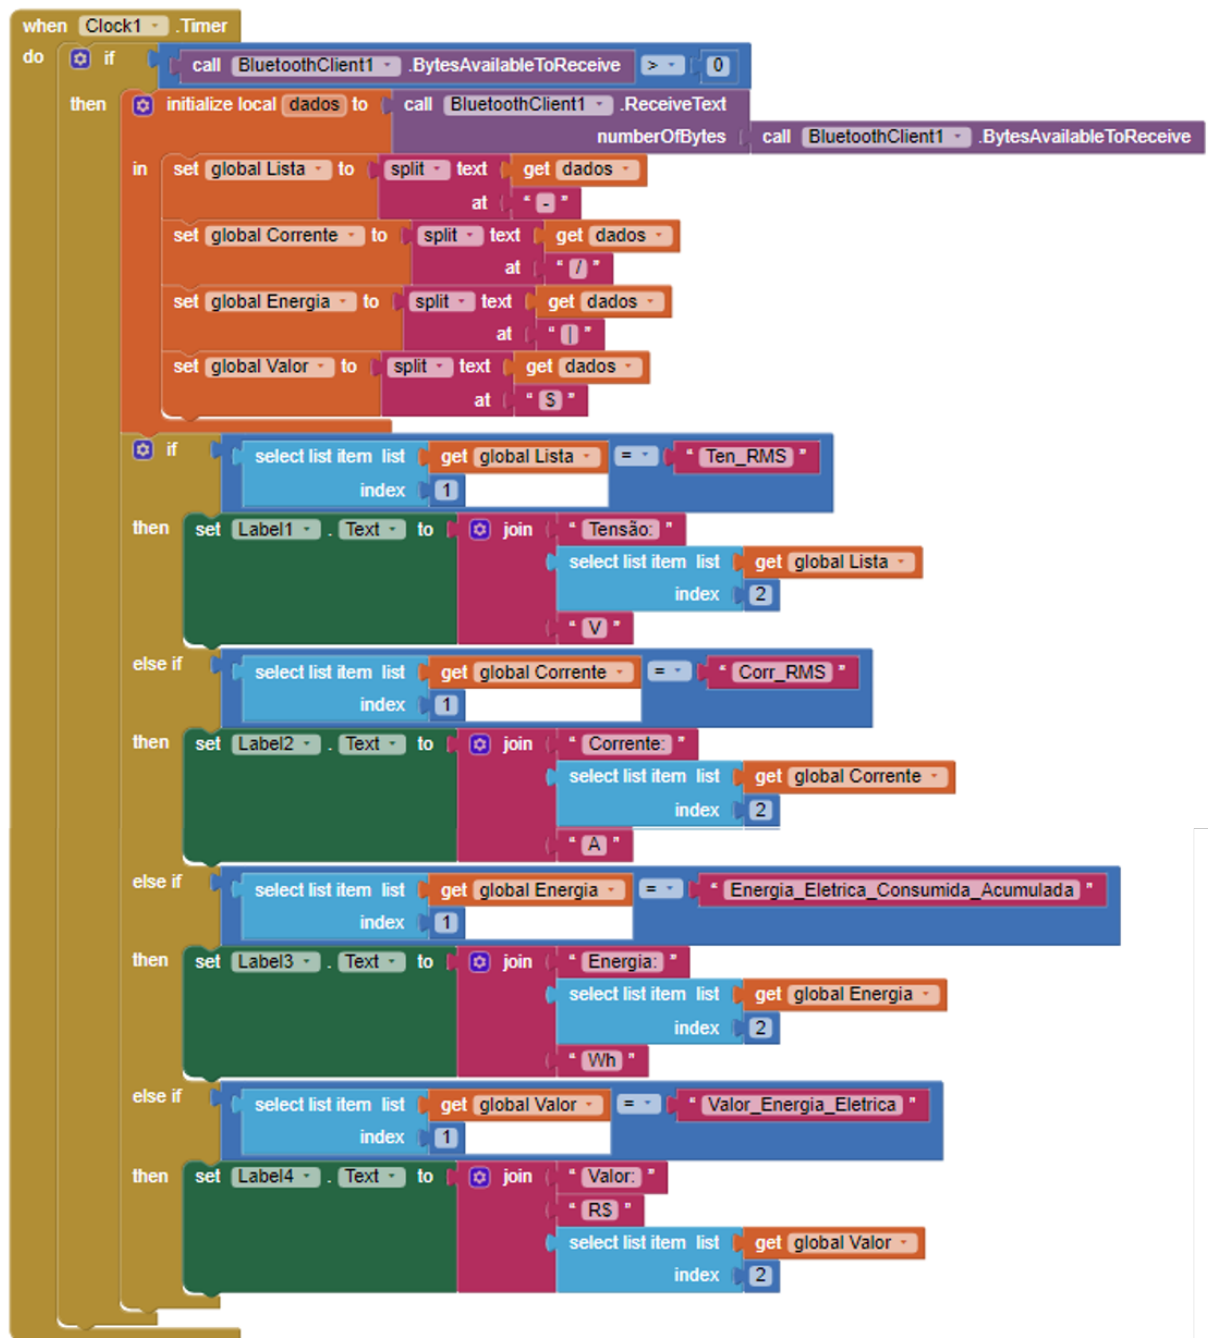 when Clock1 .Timer
do if call BluetoothClient1 .BytesAvailableToReceive > 0
then initialize local dados to call BluetoothClient1 .ReceiveText
numberOfBytes call BluetoothClient1 .BytesAvailableToReceive
in set global Lista to split text get dados
at " - "
set global Corrente to split text get dados
at " / "
set global Energia to split text get dados
at " | "
set global Valor to split text get dados
at " $ "
if select list item list get global Lista = " Ten_RMS "
index 1
then set Label1 . Text to join " Tensão: "
select list item list get global Lista
index 2
" V "
else if select list item list get global Corrente = " Corr_RMS "
index 1
then set Label2 . Text to join " Corrente: "
select list item list get global Corrente
index 2
" A "
else if select list item list get global Energia = " Energia_Eletrica_Consumida_Acumulada "
index 1
then set Label3 . Text to join " Energia: "
select list item list get global Energia
index 2
" Wh "
else if select list item list get global Valor = " Valor_Energia_Eletrica "
index 1
then set Label4 . Text to join " Valor: "
" R$ "
select list item list get global Valor
index 2